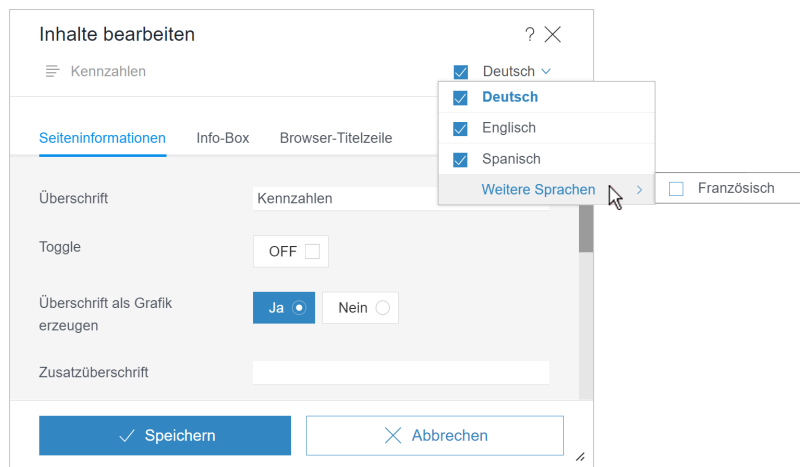 Inhalte bearbeiten
?
Kennzahlen
Deutsch
Deutsch
Englisch
Spanisch
Weitere Sprachen
Französisch
Seiteninformationen Info-Box Browser-Titelzeile
Überschrift Kennzahlen
Toggle OFF
Überschrift als Grafik
erzeugen
Ja Nein
Zusatzüberschrift
Speichern Abbrechen